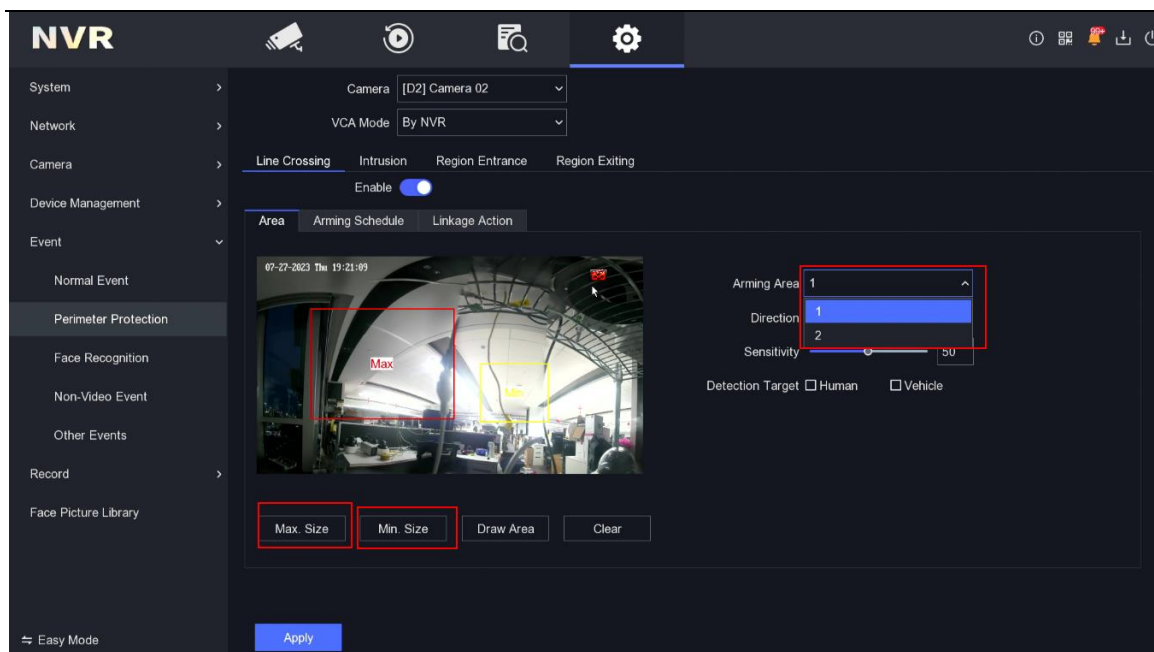 NVR
99+
System
Network
Camera
Device Management
Event
Normal Event
Perimeter Protection
Face Recognition
Non-Video Event
Other Events
Record
Face Picture Library
Easy Mode
Camera [D2] Camera 02
VCA Mode By NVR
Line Crossing Intrusion Region Entrance Region Exiting
Enable
Area Arming Schedule Linkage Action
07-27-2023 Thu 19:21:09
Max
Min
Arming Area 1
1
Direction
2
Sensitivity 50
Detection Target Human Vehicle
Max. Size Min. Size Draw Area Clear
Apply